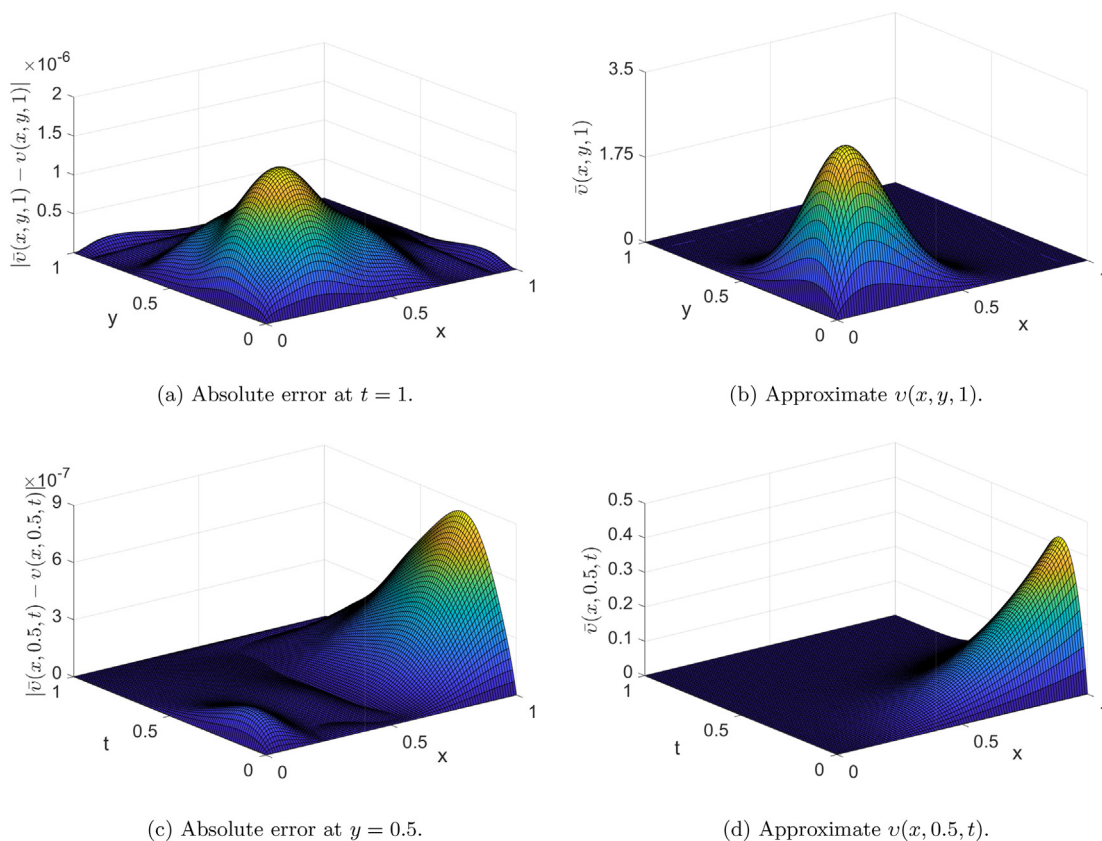 ×10⁻⁶
|ῡ(x, y, 1) − υ(x, y, 1)|
2
1.5
1
0.5
1
0.5
0
y
0
0.5
1
x
(a) Absolute error at t = 1.
ῡ(x, y, 1)
3.5
1.75
0
1
0.5
0
y
0
0.5
1
x
(b) Approximate υ(x, y, 1).
×10⁻⁷
|ῡ(x, 0.5, t) − υ(x, 0.5, t)|
9
6
3
0
1
0.5
0
t
0
0.5
1
x
(c) Absolute error at y = 0.5.
ῡ(x, 0.5, t)
0.5
0.4
0.3
0.2
0.1
0
1
0.5
0
t
0
0.5
1
x
(d) Approximate υ(x, 0.5, t).